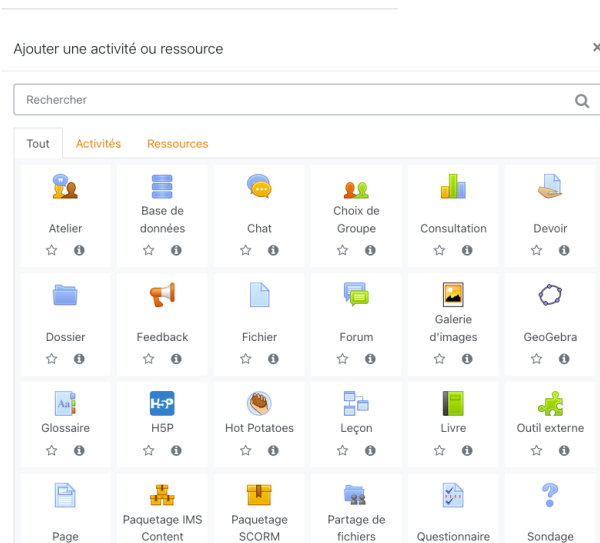 Ajouter une activité ou ressource
Rechercher
Tout Activités Ressources
Atelier
Base de
données
Chat
Choix de
Groupe
Consultation
Devoir
Dossier
Feedback
Fichier
Forum
Galerie
d'images
GeoGebra
Aa
Glossaire
H5P
H5P
Hot Potatoes
Leçon
Livre
Outil externe
Page
Paquetage IMS
Content
Paquetage
SCORM
Partage de
fichiers
Questionnaire
Sondage